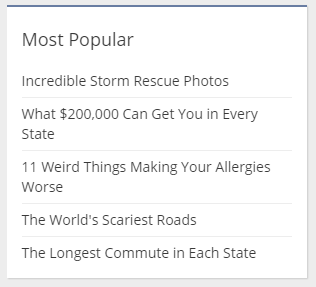 Most Popular
Incredible Storm Rescue Photos
What $200,000 Can Get You in Every
State
11 Weird Things Making Your Allergies
Worse
The World's Scariest Roads
The Longest Commute in Each State